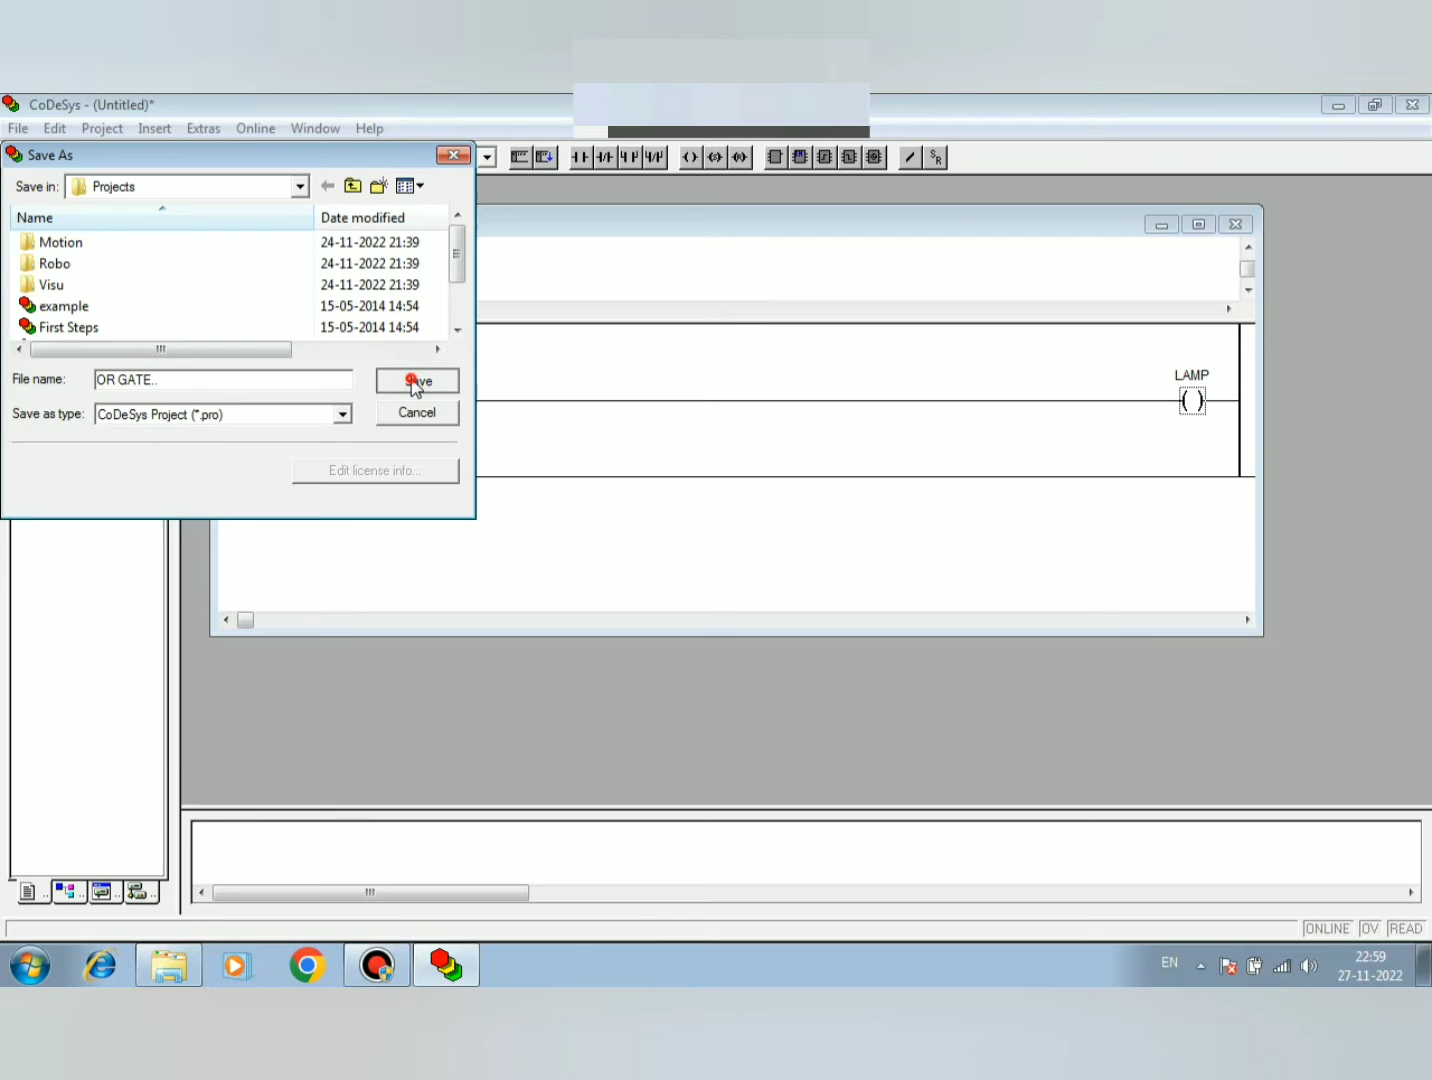 CoDeSys - (Untitled)*
File Edit Project Insert Extras Online Window Help
Save As
Save in: Projects
Name Date modified
Motion 24-11-2022 21:39
Robo 24-11-2022 21:39
Visu 24-11-2022 21:39
example 15-05-2014 14:54
First Steps 15-05-2014 14:54
File name: OR GATE.. Save
Save as type: CoDeSys Project (*.pro) Cancel
Edit license info...
LAMP
ONLINE OV READ
EN 22:59
27-11-2022